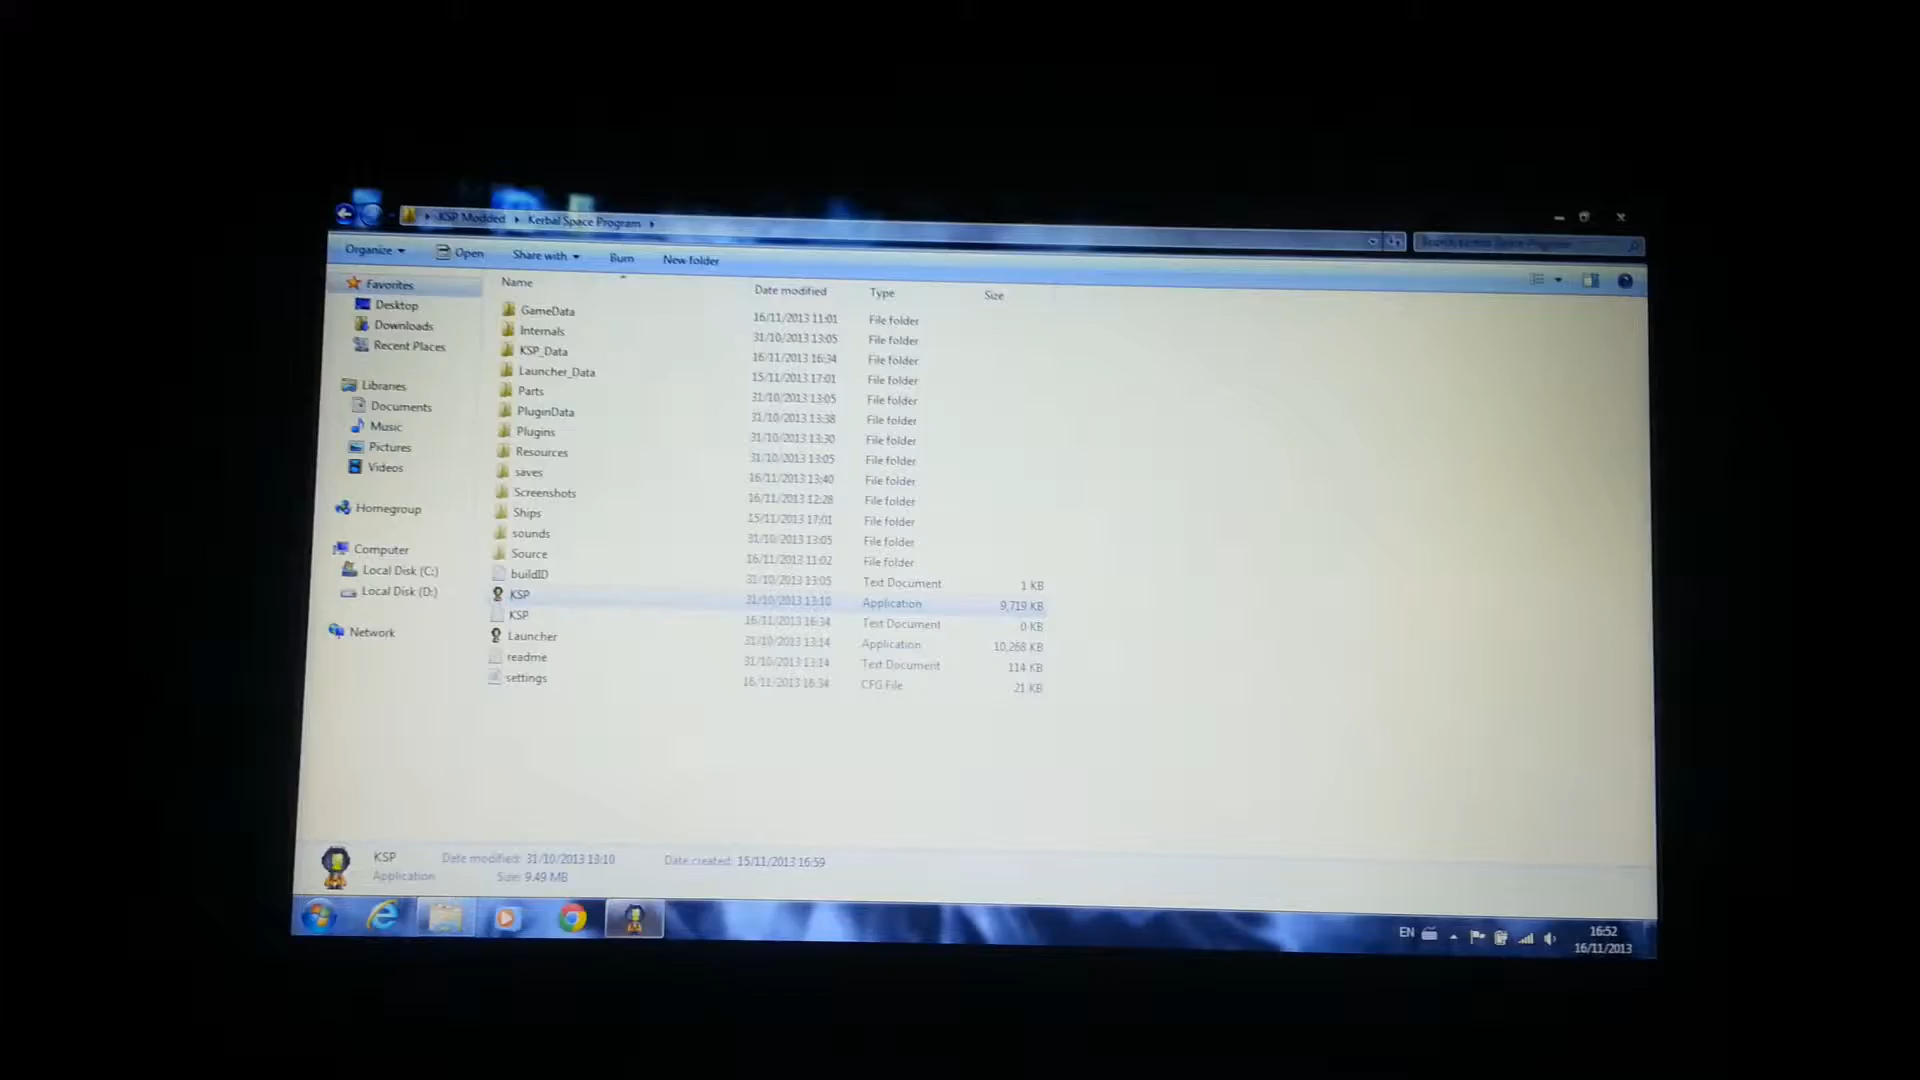 KSP Modded Kerbal Space Program
Search Kerbal Space Program
Organize Open Share with Burn New folder
Name Date modified Type Size
Favorites
Desktop
Downloads
Recent Places
Libraries
Documents
Music
Pictures
Videos
Homegroup
Computer
Local Disk (C:)
Local Disk (D:)
Network
GameData 16/11/2013 11:01 File folder
Internals 31/10/2013 13:05 File folder
KSP_Data 16/11/2013 16:34 File folder
Launcher_Data 15/11/2013 17:01 File folder
Parts 31/10/2013 13:05 File folder
PluginData 31/10/2013 13:38 File folder
Plugins 31/10/2013 13:30 File folder
Resources 31/10/2013 13:05 File folder
saves 16/11/2013 13:40 File folder
Screenshots 16/11/2013 12:28 File folder
Ships 15/11/2013 17:01 File folder
sounds 31/10/2013 13:05 File folder
Source 16/11/2013 11:02 File folder
buildID 31/10/2013 13:05 Text Document 1 KB
KSP 31/10/2013 13:10 Application 9,719 KB
KSP 16/11/2013 16:34 Text Document 0 KB
Launcher 31/10/2013 13:14 Application 10,268 KB
readme 31/10/2013 13:14 Text Document 114 KB
settings 16/11/2013 16:34 CFG File 21 KB
KSP Date modified: 31/10/2013 13:10 Date created: 15/11/2013 16:59
Application Size: 9.49 MB
EN 16:52
16/11/2013